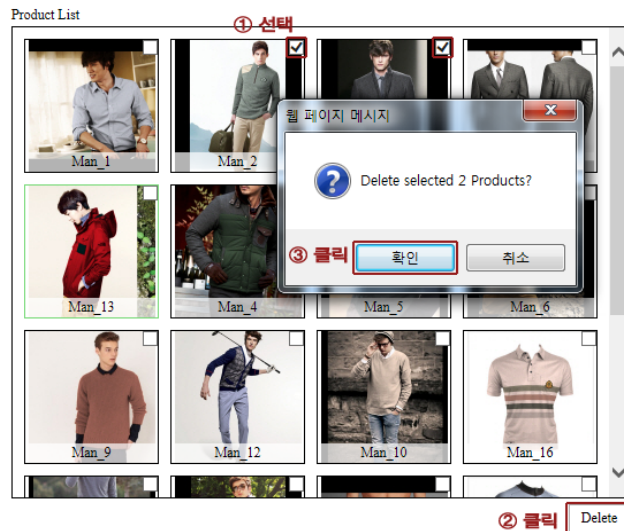 Product List
① 선택
Man_1
Man_2
웹 페이지 메시지
Delete selected 2 Products?
③ 클릭
확인
취소
Man_13
Man_4
Man_5
Man_6
Man_9
Man_12
Man_10
Man_16
② 클릭
Delete